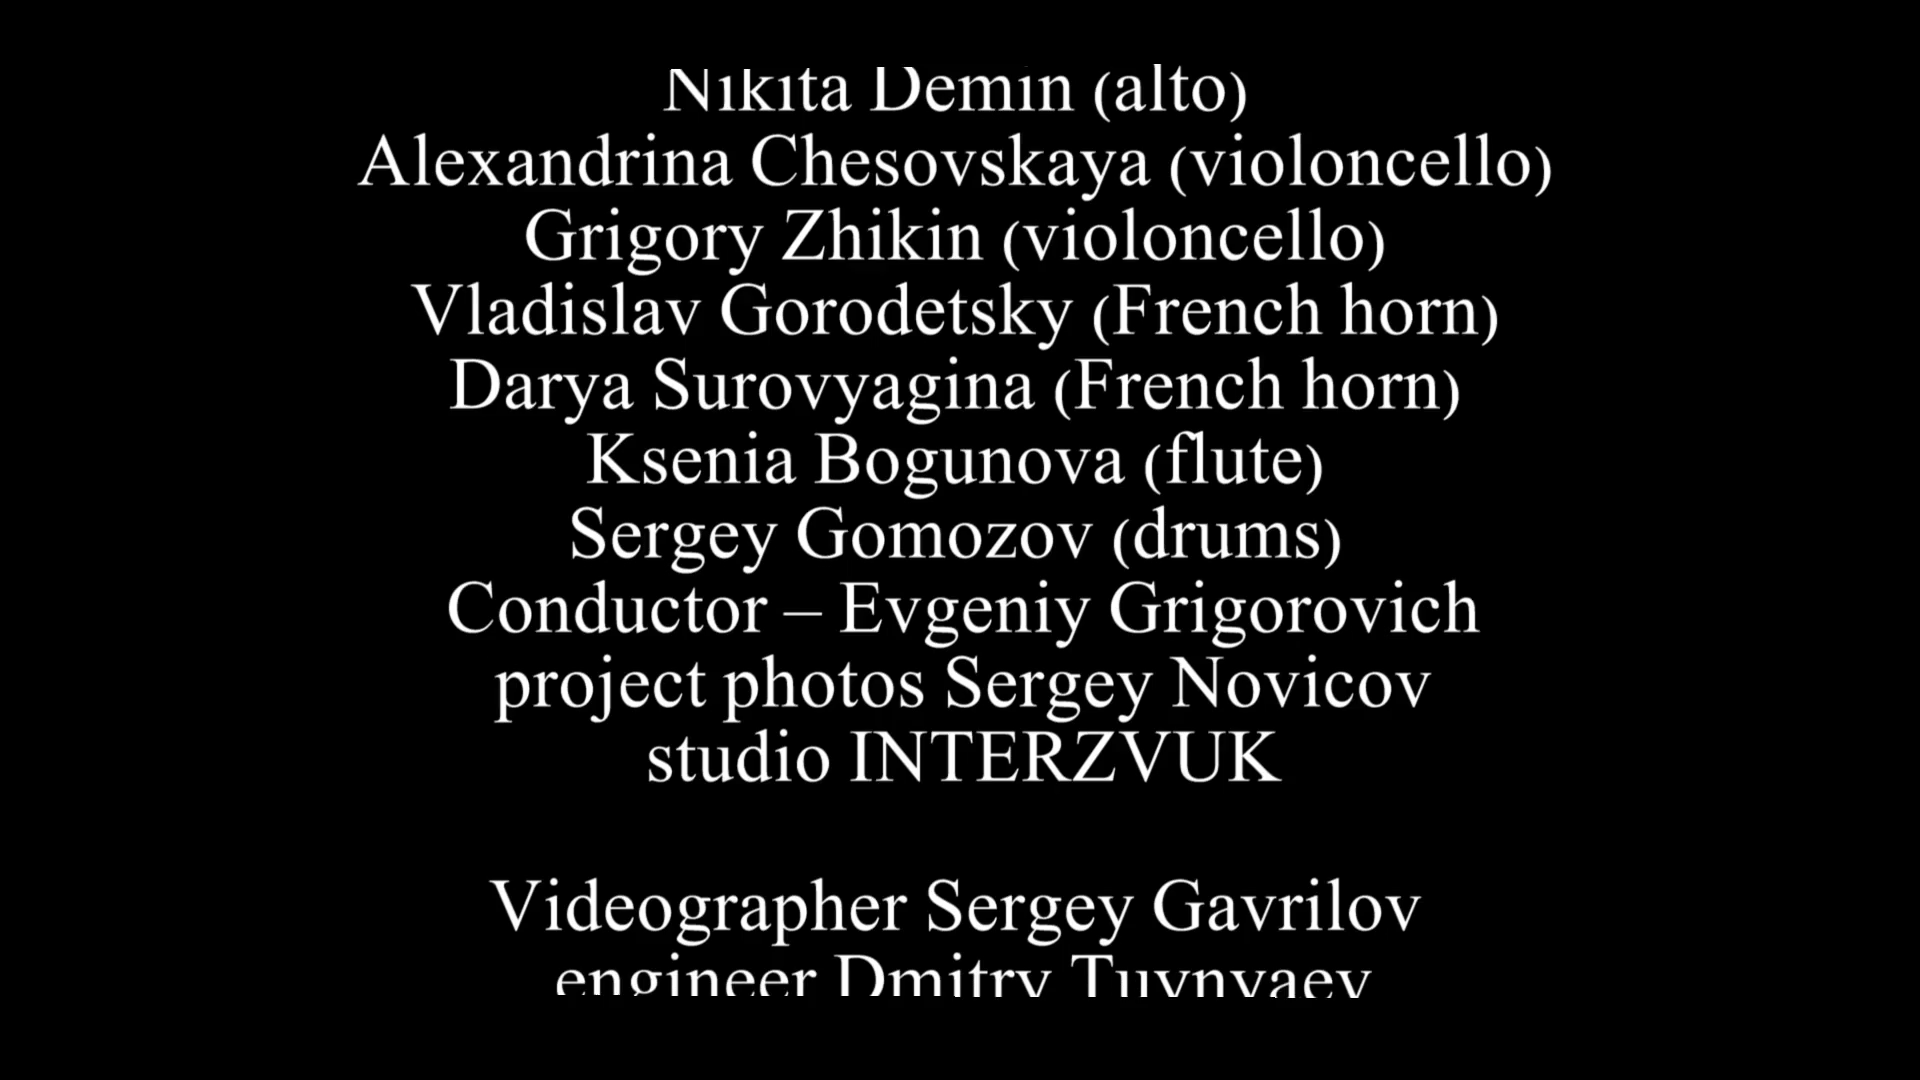 Nikita Demin (alto)
Alexandrina Chesovskaya (violoncello)
Grigory Zhikin (violoncello)
Vladislav Gorodetsky (French horn)
Darya Surovyagina (French horn)
Ksenia Bogunova (flute)
Sergey Gomozov (drums)
Conductor – Evgeniy Grigorovich
project photos Sergey Novicov
studio INTERZVUK
Videographer Sergey Gavrilov
engineer Dmitry